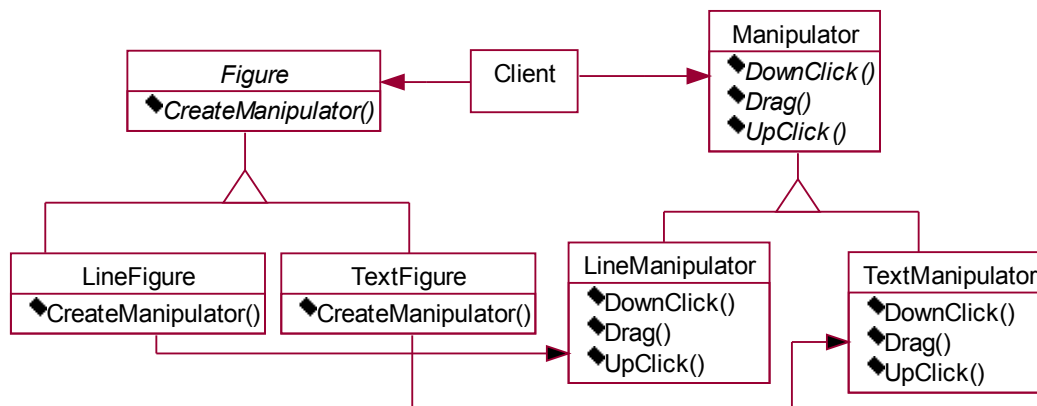 Figure
CreateManipulator()
Client
Manipulator
DownClick()
Drag()
UpClick()
LineFigure
CreateManipulator()
TextFigure
CreateManipulator()
LineManipulator
DownClick()
Drag()
UpClick()
TextManipulator
DownClick()
Drag()
UpClick()